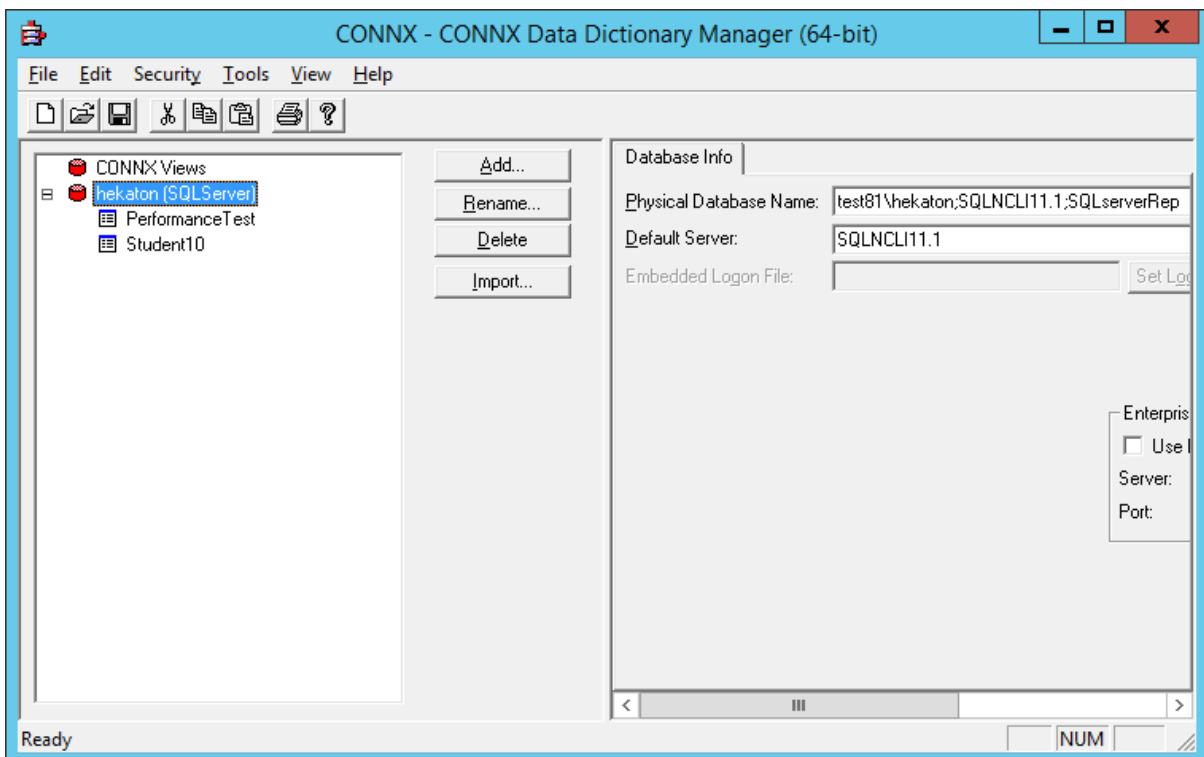 CONNX - CONNX Data Dictionary Manager (64-bit)
File Edit Security Tools View Help
CONNX Views
hekaton (SQLServer)
PerformanceTest
Student10
Add...
Rename...
Delete
Import...
Database Info
Physical Database Name: test81\hekaton;SQLNCLI11.1;SQLserverRep
Default Server: SQLNCLI11.1
Embedded Logon File: Set Log
Enterpris
Use
Server:
Port:
Ready NUM